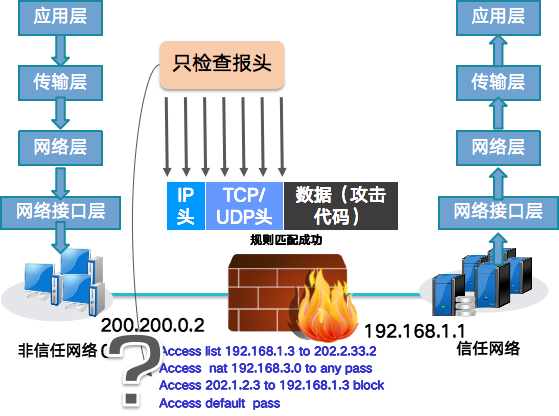 应用层
应用层
只检查报头
传输层
传输层
网络层
网络层
IP
头
TCP/
UDP头
数据（攻击
代码）
网络接口层
网络接口层
规则匹配成功
200.200.0.2
192.168.1.1
非信任网络
信任网络
?
Access list 192.168.1.3 to 202.2.33.2
Access nat 192.168.3.0 to any pass
Access 202.1.2.3 to 192.168.1.3 block
Access default pass